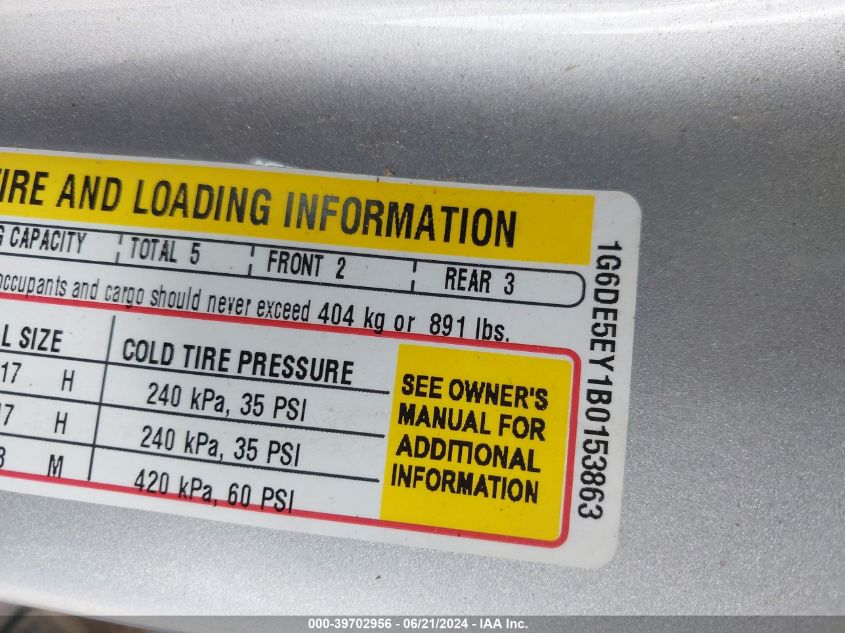 TIRE AND LOADING INFORMATION
CAPACITY TOTAL 5 FRONT 2 REAR 3
occupants and cargo should never exceed 404 kg or 891 lbs.
SIZE COLD TIRE PRESSURE
17 H 240 kPa, 35 PSI
H 240 kPa, 35 PSI
M 420 kPa, 60 PSI
SEE OWNER'S
MANUAL FOR
ADDITIONAL
INFORMATION
1G6DE5EY1B0153863
000-39702956 - 06/21/2024 - IAA Inc.